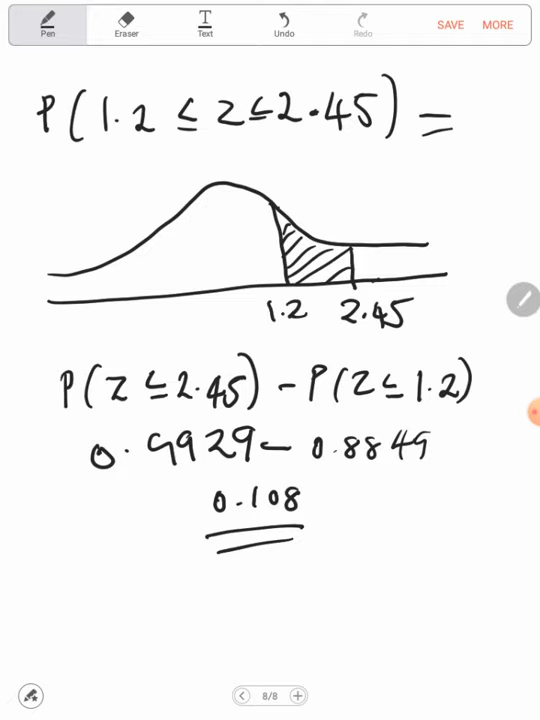 Pen Eraser Text Undo Redo SAVE MORE
P(1.2 ≤ Z ≤ 2.45) =
1.2 2.45
P(Z ≤ 2.45) - P(Z ≤ 1.2)
0.9929 - 0.8849
0.108
8/8